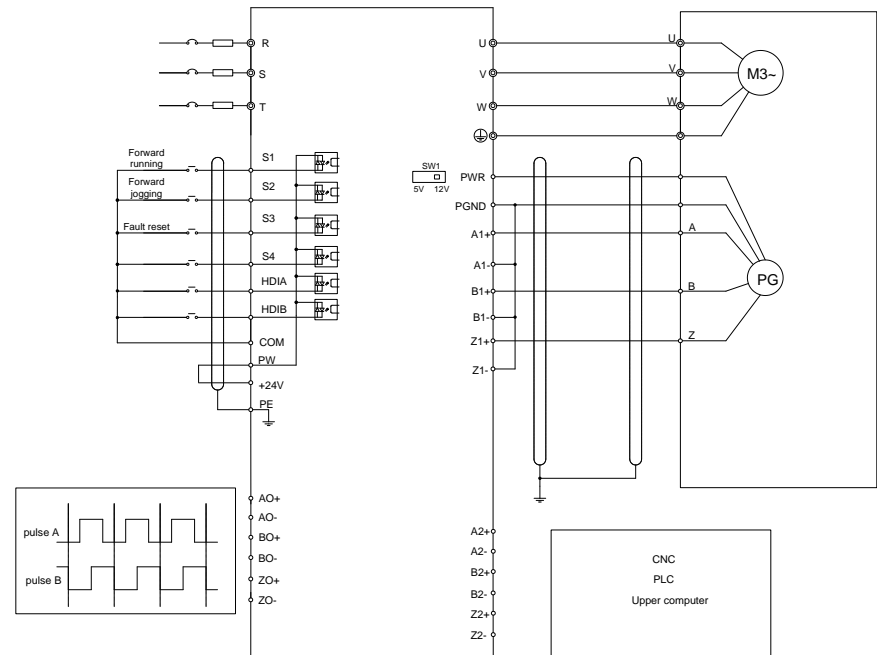 R
S
T
U
V
W
U
V
W
M3~
Forward
running
Forward
jogging
Fault reset
S1
S2
S3
S4
HDIA
HDIB
COM
PW
+24V
PE
SW1
5V 12V
PWR
PGND
A1+
A1-
B1+
B1-
Z1+
Z1-
A
B
Z
PG
pulse A
pulse B
AO+
AO-
BO+
BO-
ZO+
ZO-
A2+
A2-
B2+
B2-
Z2+
Z2-
CNC
PLC
Upper computer